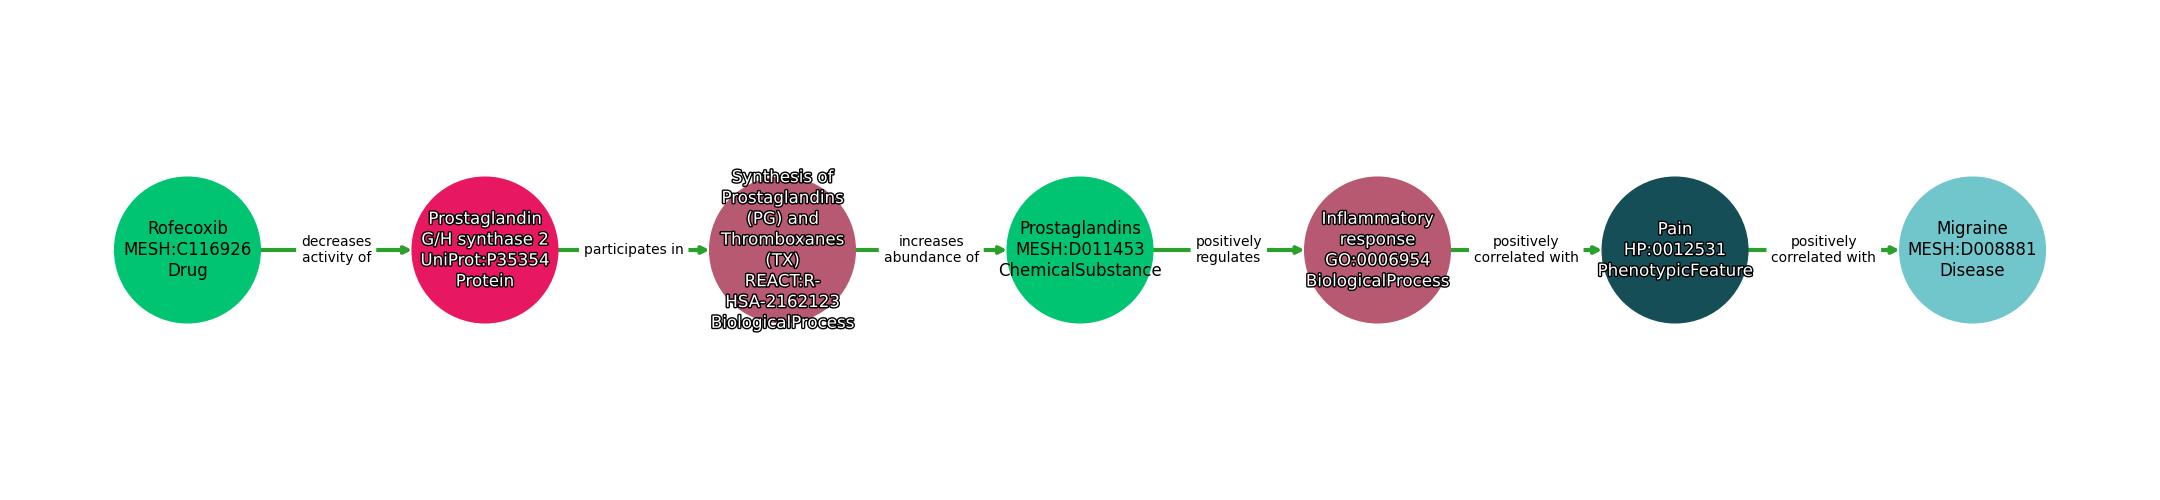 Rofecoxib
MESH:C116926
Drug
decreases
activity of
Prostaglandin
G/H synthase 2
UniProt:P35354
Protein
participates in
Synthesis of
Prostaglandins
(PG) and
Thromboxanes
(TX)
REACT:R-
HSA-2162123
BiologicalProcess
increases
abundance of
Prostaglandins
MESH:D011453
ChemicalSubstance
positively
regulates
Inflammatory
response
GO:0006954
BiologicalProcess
positively
correlated with
Pain
HP:0012531
PhenotypicFeature
positively
correlated with
Migraine
MESH:D008881
Disease